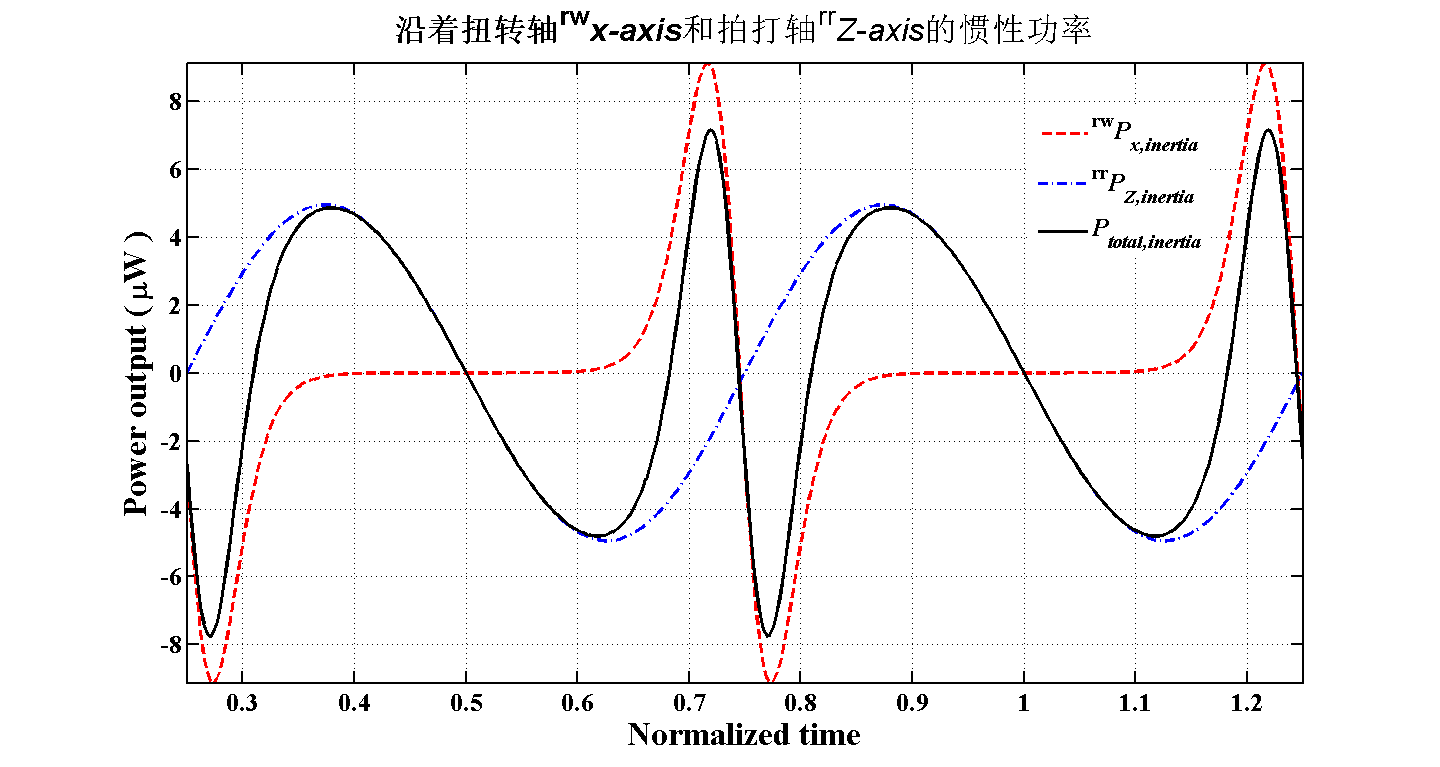 沿着扭转轴rwx-axis和拍打轴rrZ-axis的惯性功率
8
6
4
2
0
-2
-4
-6
-8
Power output ( μW )
rwPx,inertia
rrPZ,inertia
Ptotal,inertia
0.3 0.4 0.5 0.6 0.7 0.8 0.9 1 1.1 1.2
Normalized time